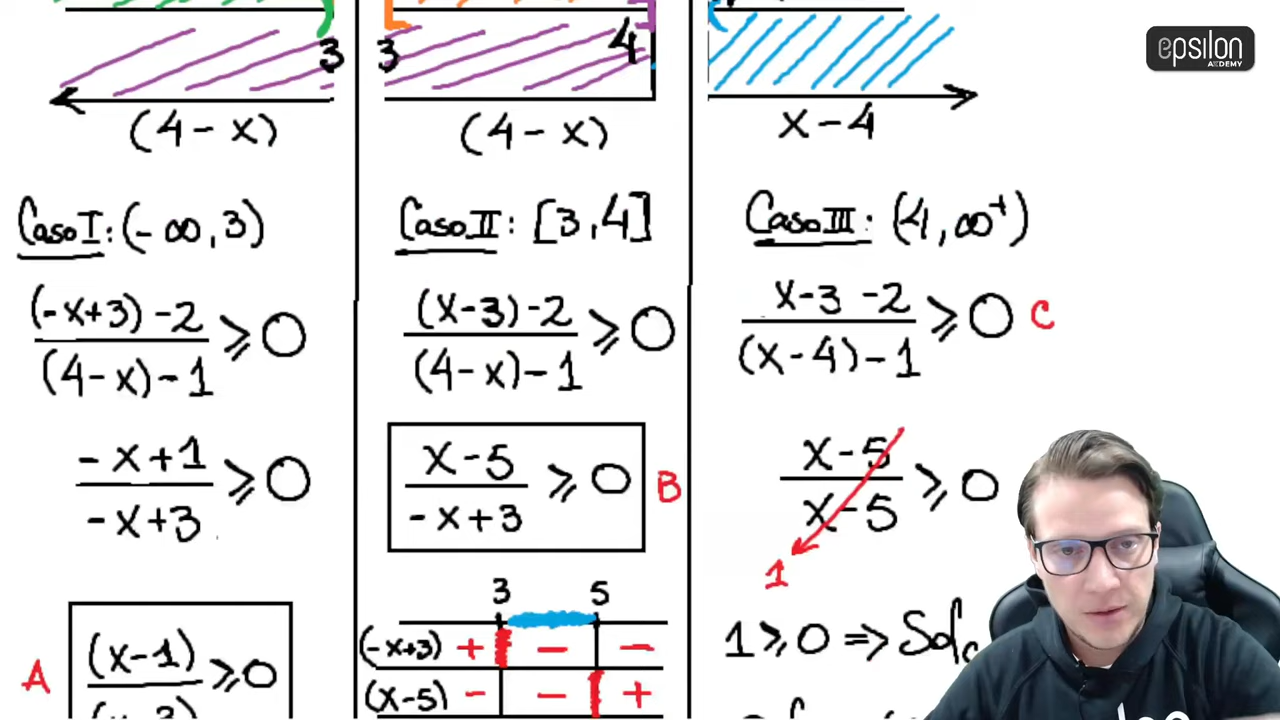 epsilon
AXDEMY
3
3
4
(4-x)
(4-x)
x-4
Caso I: (-∞, 3)
(-x+3)-2
(4-x)-1
≥0
-x+1
-x+3
≥0
A
(x-1)
≥0
Caso II: [3,4]
(x-3)-2
(4-x)-1
≥0
x-5
-x+3
≥0 B
3 5
(-x+3) + - -
(x-5) - - +
Caso III: (4, ∞⁺)
x-3-2
(x-4)-1
≥0 C
x-5
x-5
≥0
1
1≥0 ⇒